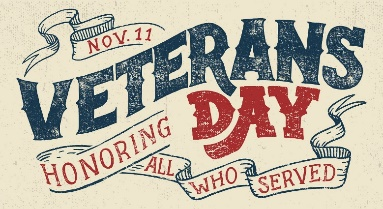 NOV. 11
VETERANS
DAY
HONORING ALL WHO SERVED